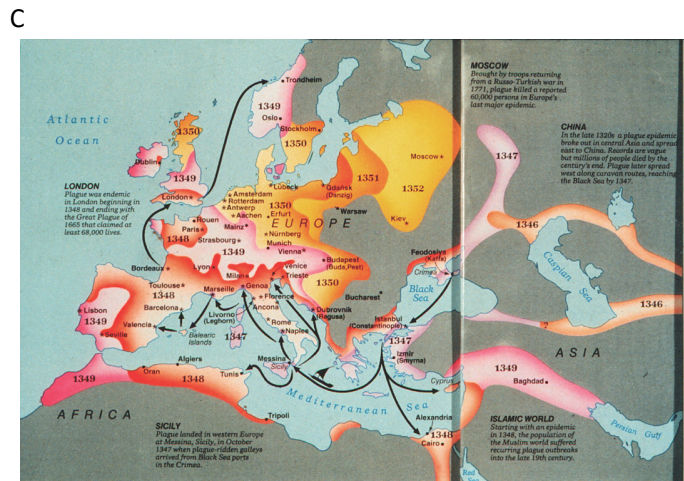 C
MOSCOW
Brought by troops returning
from a Russo-Turkish war in
1771, plague killed a reported
60,000 persons in Europe's
last major epidemic.
CHINA
In the late 1320s a plague epidemic
broke out in central Asia and spread
east to China. Records are vague
but millions of people died by the
century's end. Plague later spread
west along caravan routes, reaching
the Black Sea by 1347.
Atlantic
Ocean
LONDON
Plague was endemic
in London beginning in
1348 and ending with
the Great Plague of
1665 that claimed at
least 68,000 lives.
Trondheim
1349
Oslo
Stockholm
1350
1350
Dublin
1349
London
Lübeck
Gdańsk
(Danzig)
1351
Moscow
1352
1347
Amsterdam
Rotterdam
Antwerp
1350
Erfurt
Aachen
Warsaw
Kiev
EUROPE
Rouen
Paris
1348
Mainz
Nürnberg
Strasbourg
Munich
1349
Vienna
Budapest
(Buda, Pest)
1346
Feodosiya
(Kaffa)
Crimea
Caspian
Sea
Bordeaux
Lyon
Milan
Venice
Trieste
1350
Toulouse
1348
Marseille
Genoa
Florence
Bucharest
Black
Sea
1346
Barcelona
Livorno
(Leghorn)
Ancona
Dubrovnik
(Ragusa)
Istanbul
(Constantinople)
?
Lisbon
1349
Seville
Valencia
Balearic
Islands
1347
Rome
Naples
1347
Izmir
(Smyrna)
ASIA
Algiers
Oran
Tunis
Messina
Sicily
1349
1348
Cyprus
1349
Baghdad
Mediterranean Sea
AFRICA
Tripoli
Alexandria
1348
Cairo
Persian Gulf
Red
Sea
SICILY
Plague landed in western Europe
at Messina, Sicily, in October
1347 when plague-ridden galleys
arrived from Black Sea ports
in the Crimea.
ISLAMIC WORLD
Starting with an epidemic
in 1348, the population of
the Muslim world suffered
recurring plague outbreaks
into the late 19th century.